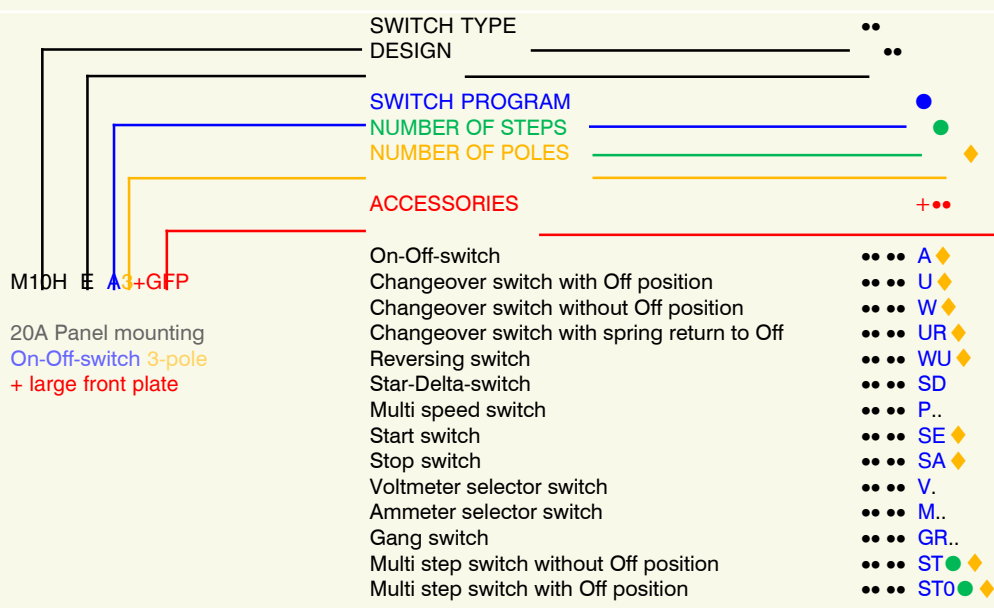 SWITCH TYPE ••
DESIGN ••
SWITCH PROGRAM ●
NUMBER OF STEPS ●
NUMBER OF POLES ♦
ACCESSORIES +••
M10H E A3+GFP
20A Panel mounting
On-Off-switch 3-pole
+ large front plate
On-Off-switch •• •• A♦
Changeover switch with Off position •• •• U♦
Changeover switch without Off position •• •• W♦
Changeover switch with spring return to Off •• •• UR♦
Reversing switch •• •• WU♦
Star-Delta-switch •• •• SD
Multi speed switch •• •• P..
Start switch •• •• SE♦
Stop switch •• •• SA♦
Voltmeter selector switch •• •• V.
Ammeter selector switch •• •• M..
Gang switch •• •• GR..
Multi step switch without Off position •• •• ST●♦
Multi step switch with Off position •• •• ST0●♦